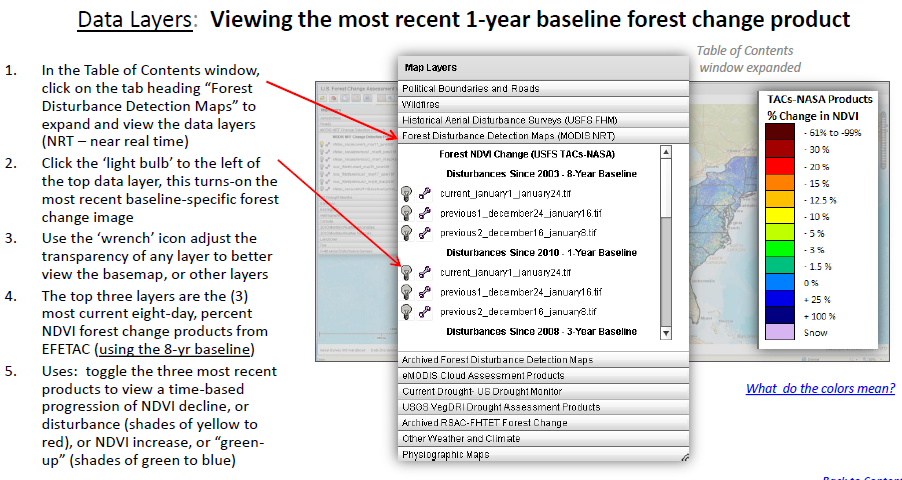 Data Layers: Viewing the most recent 1-year baseline forest change product
1. In the Table of Contents window,
click on the tab heading “Forest
Disturbance Detection Maps” to
expand and view the data layers
(NRT – near real time)
2. Click the ‘light bulb’ to the left of
the top data layer, this turns-on the
most recent baseline-specific forest
change image
3. Use the ‘wrench’ icon adjust the
transparency of any layer to better
view the basemap, or other layers
4. The top three layers are the (3)
most current eight-day, percent
NDVI forest change products from
EFETAC (using the 8-yr baseline)
5. Uses: toggle the three most recent
products to view a time-based
progression of NDVI decline, or
disturbance (shades of yellow to
red), or NDVI increase, or “green-
up” (shades of green to blue)
Table of Contents
window expanded
Map Layers
Political Boundaries and Roads
Wildfires
Historical Aerial Disturbance Surveys (USFS FHM)
Forest Disturbance Detection Maps (MODIS NRT)
Forest NDVI Change (USFS TACs-NASA)
Disturbances Since 2003 - 8-Year Baseline
current_january1_january24.tif
previous1_december24_january16.tif
previous2_december16_january8.tif
Disturbances Since 2010 - 1-Year Baseline
current_january1_january24.tif
previous1_december24_january16.tif
previous2_december16_january8.tif
Disturbances Since 2008 - 3-Year Baseline
Archived Forest Disturbance Detection Maps
eMODIS Cloud Assessment Products
Current Drought- US Drought Monitor
USGS VegDRI Drought Assessment Products
Archived RSAC-FHTET Forest Change
Other Weather and Climate
Physiographic Maps
TACs-NASA Products
% Change in NDVI
- 61% to -99%
- 30 %
- 20 %
- 15 %
- 12.5 %
- 10 %
- 5 %
- 3 %
- 1.5 %
0 %
+ 25 %
+ 100 %
Snow
What do the colors mean?
Back to Content